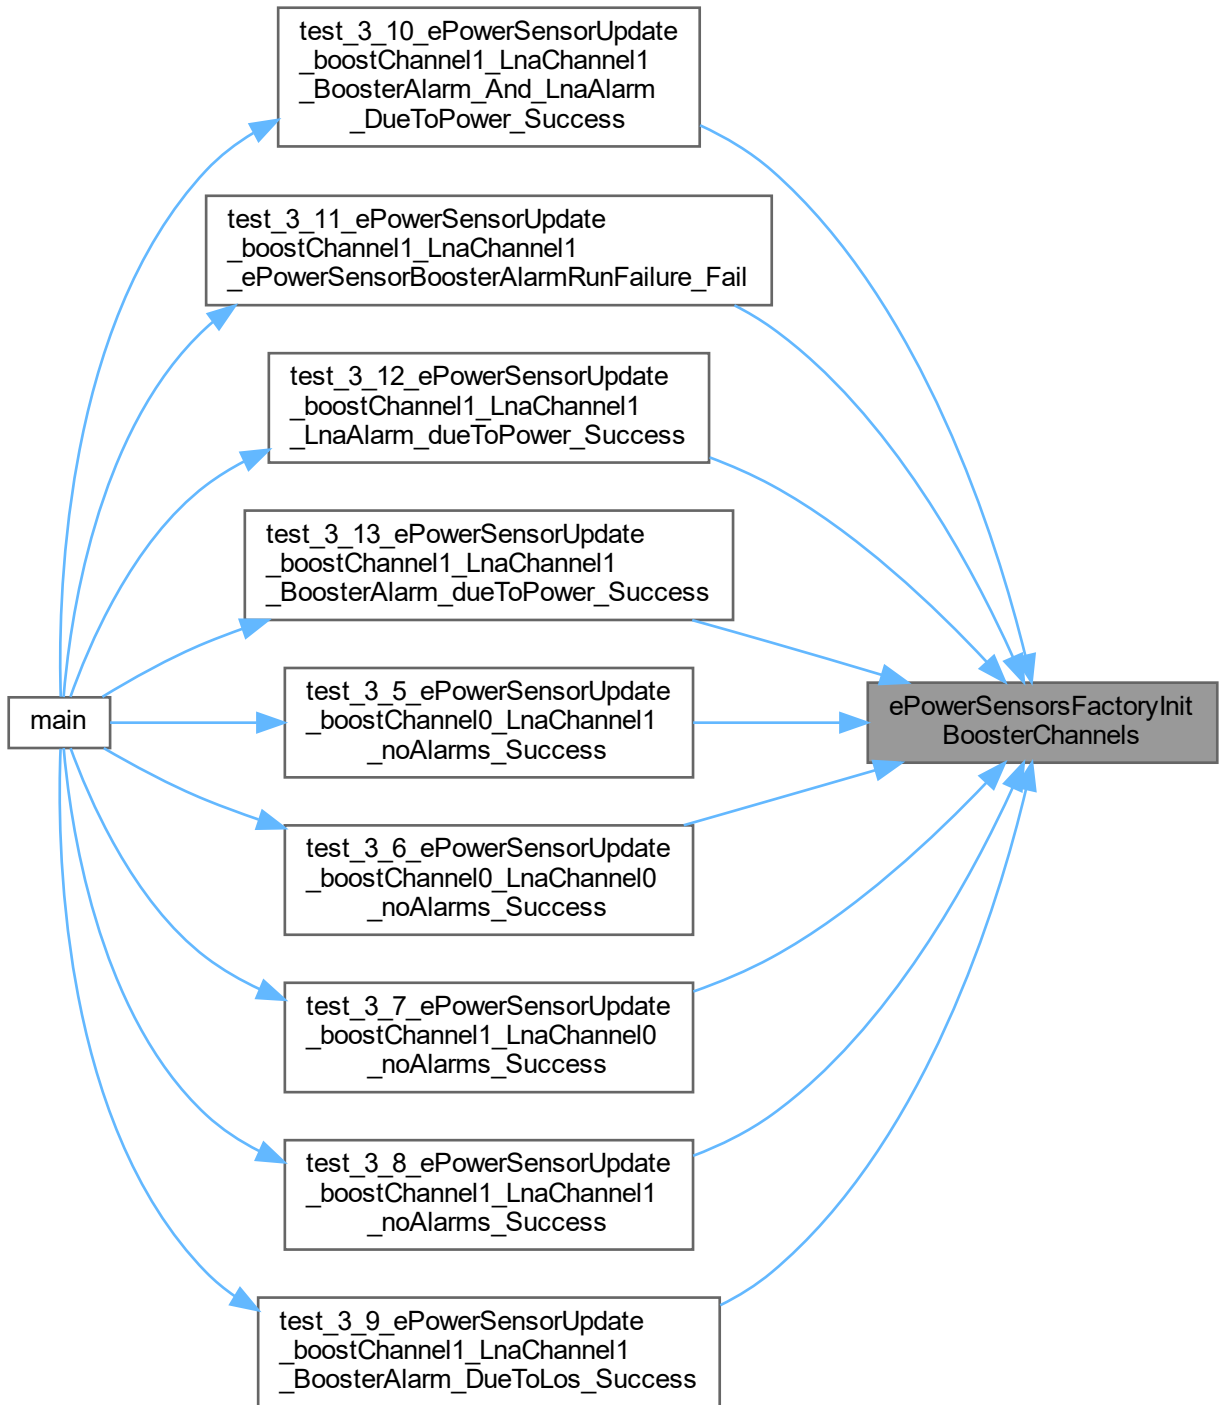 test_3_10_ePowerSensorUpdate
_boostChannel1_LnaChannel1
_BoosterAlarm_And_LnaAlarm
_DueToPower_Success
test_3_11_ePowerSensorUpdate
_boostChannel1_LnaChannel1
_ePowerSensorBoosterAlarmRunFailure_Fail
test_3_12_ePowerSensorUpdate
_boostChannel1_LnaChannel1
_LnaAlarm_dueToPower_Success
test_3_13_ePowerSensorUpdate
_boostChannel1_LnaChannel1
_BoosterAlarm_dueToPower_Success
main
test_3_5_ePowerSensorUpdate
_boostChannel0_LnaChannel1
_noAlarms_Success
ePowerSensorsFactoryInit
BoosterChannels
test_3_6_ePowerSensorUpdate
_boostChannel0_LnaChannel0
_noAlarms_Success
test_3_7_ePowerSensorUpdate
_boostChannel1_LnaChannel0
_noAlarms_Success
test_3_8_ePowerSensorUpdate
_boostChannel1_LnaChannel1
_noAlarms_Success
test_3_9_ePowerSensorUpdate
_boostChannel1_LnaChannel1
_BoosterAlarm_DueToLos_Success